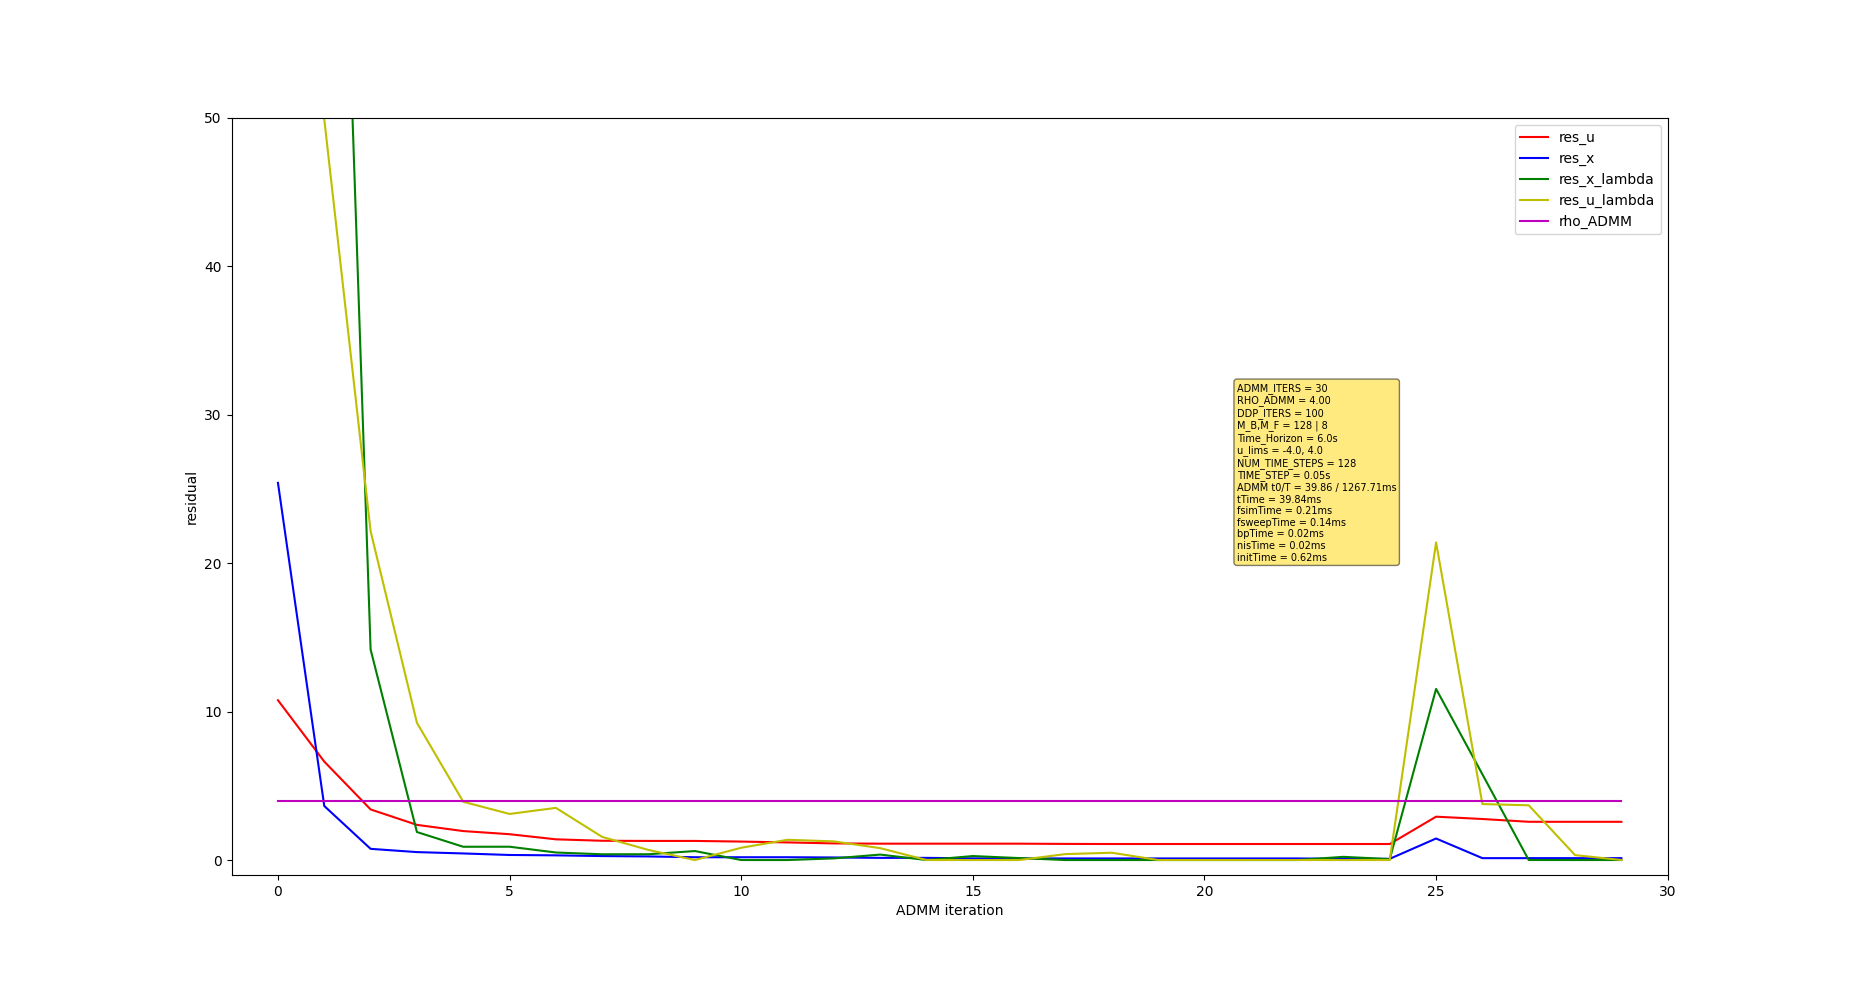 50
40
30
20
10
0
residual
0
5
10
15
20
25
30
ADMM iteration
res_u
res_x
res_x_lambda
res_u_lambda
rho_ADMM
ADMM_ITERS = 30
RHO_ADMM = 4.00
DDP_ITERS = 100
M_B,M_F = 128 | 8
Time_Horizon = 6.0s
u_lims = -4.0, 4.0
NUM_TIME_STEPS = 128
TIME_STEP = 0.05s
ADMM t0/T = 39.86 / 1267.71ms
tTime = 39.84ms
fsimTime = 0.21ms
fsweepTime = 0.14ms
bpTime = 0.02ms
nisTime = 0.02ms
initTime = 0.62ms